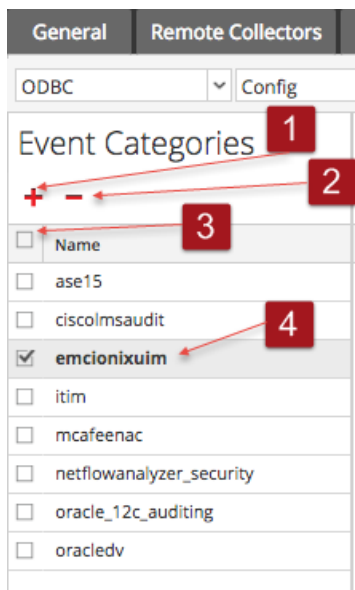 General Remote Collectors
ODBC Config
Event Categories
1
+ −
2
3
Name
ase15
ciscolmsaudit
4
emcionixuim
itim
mcafeenac
netflowanalyzer_security
oracle_12c_auditing
oracledv